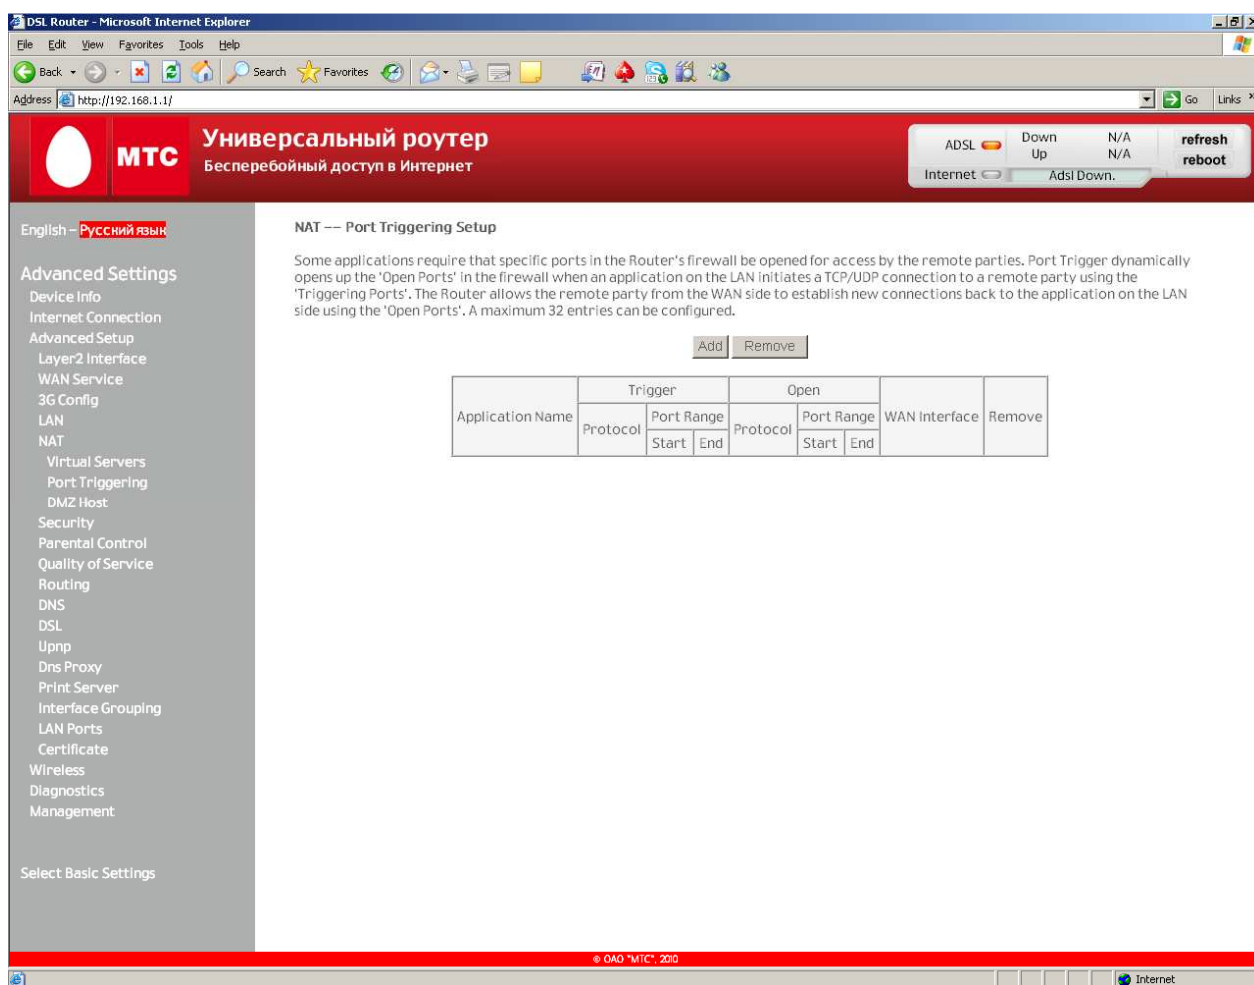 DSL Router - Microsoft Internet Explorer
File Edit View Favorites Tools Help
Back Search Favorites
Address http://192.168.1.1/ Go Links »
МТС
Универсальный роутер
Бесперебойный доступ в Интернет
ADSL Down N/A
Up N/A
Internet Adsl Down.
refresh
reboot
English – Русский язык
Advanced Settings
Device Info
Internet Connection
Advanced Setup
Layer2 Interface
WAN Service
3G Config
LAN
NAT
Virtual Servers
Port Triggering
DMZ Host
Security
Parental Control
Quality of Service
Routing
DNS
DSL
Upnp
Dns Proxy
Print Server
Interface Grouping
LAN Ports
Certificate
Wireless
Diagnostics
Management
Select Basic Settings
NAT -- Port Triggering Setup
Some applications require that specific ports in the Router's firewall be opened for access by the remote parties. Port Trigger dynamically
opens up the 'Open Ports' in the firewall when an application on the LAN initiates a TCP/UDP connection to a remote party using the
'Triggering Ports'. The Router allows the remote party from the WAN side to establish new connections back to the application on the LAN
side using the 'Open Ports'. A maximum 32 entries can be configured.
Add Remove
Application Name Trigger Open WAN Interface Remove
Protocol Port Range Protocol Port Range
Start End Start End
© ОАО "МТС", 2010
Internet